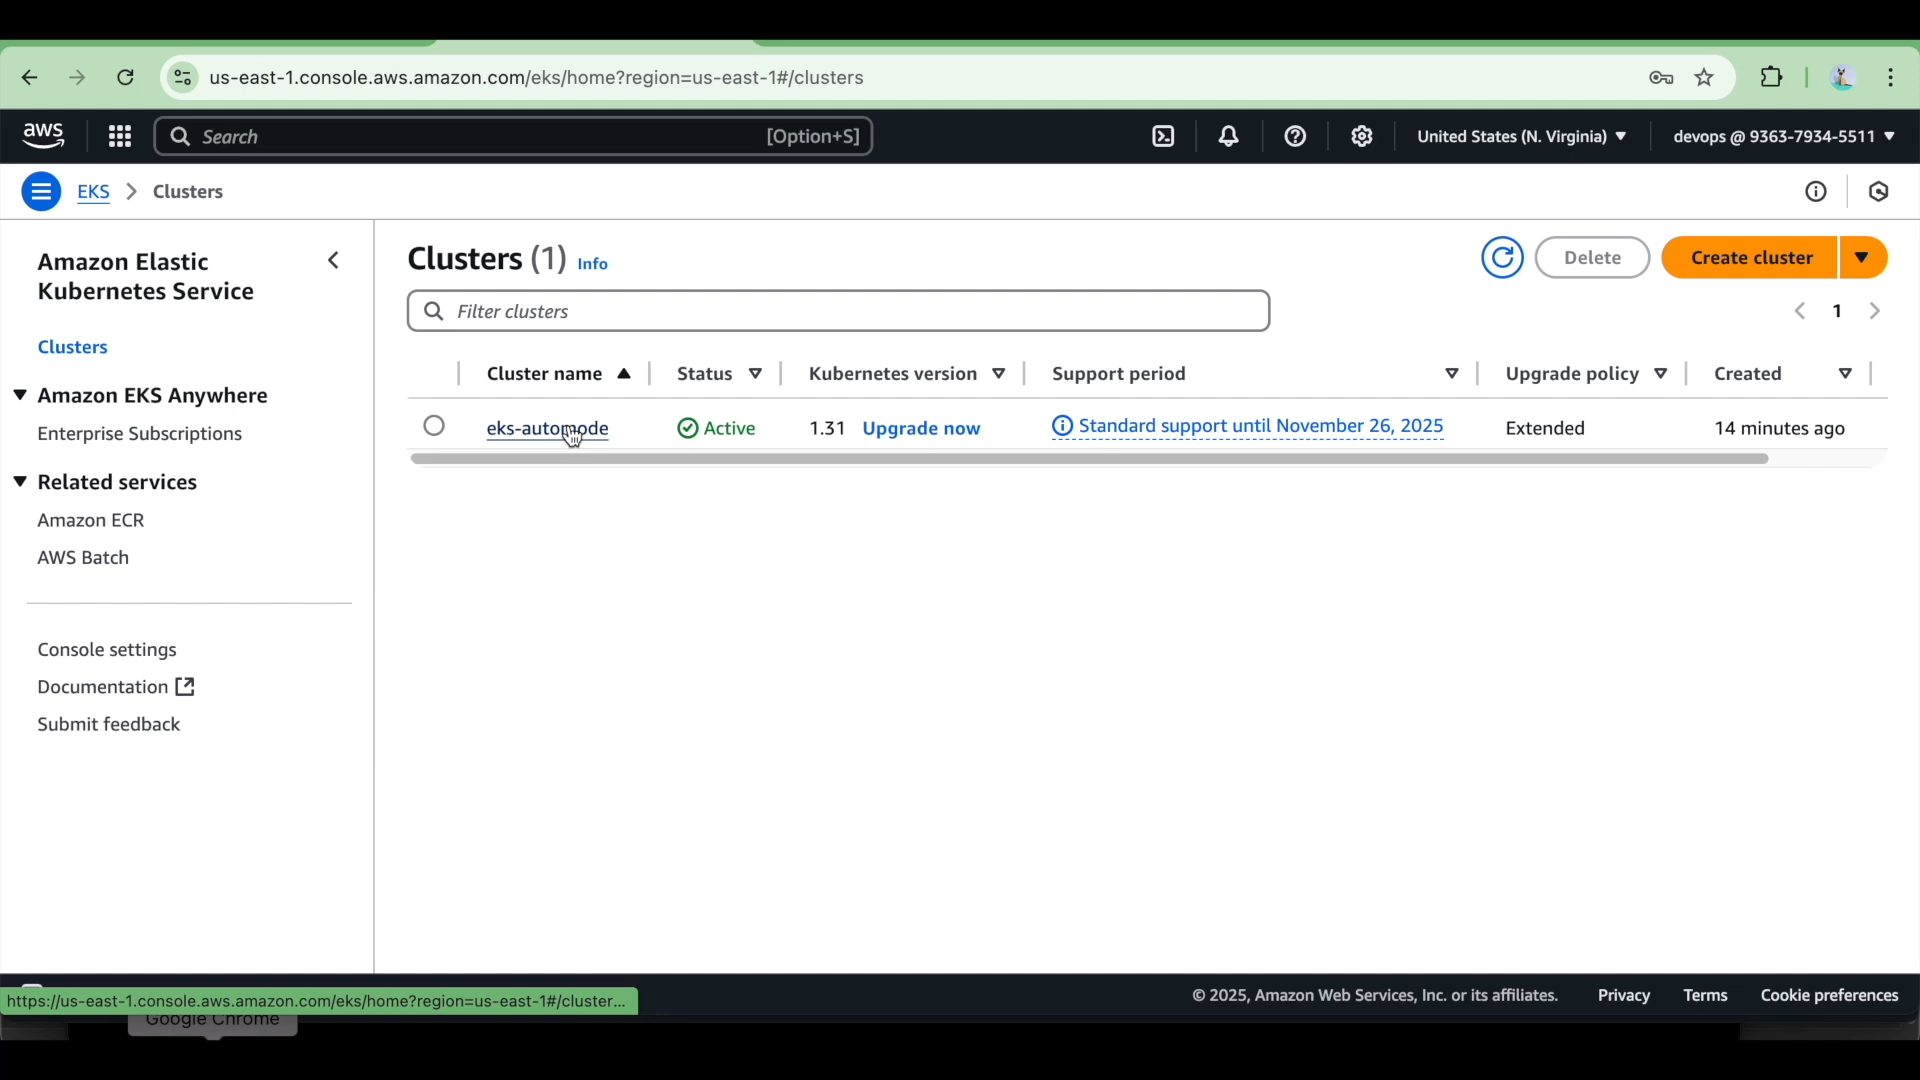 us-east-1.console.aws.amazon.com/eks/home?region=us-east-1#/clusters
aws
Search
[Option+S]
United States (N. Virginia)
devops @ 9363-7934-5511
EKS
Clusters
Amazon Elastic
Kubernetes Service
Clusters
Amazon EKS Anywhere
Enterprise Subscriptions
Related services
Amazon ECR
AWS Batch
Console settings
Documentation
Submit feedback
Clusters (1) Info
Delete
Create cluster
Filter clusters
1
Cluster name Status Kubernetes version Support period Upgrade policy Created
eks-automode Active 1.31 Upgrade now Standard support until November 26, 2025 Extended 14 minutes ago
© 2025, Amazon Web Services, Inc. or its affiliates. Privacy Terms Cookie preferences
https://us-east-1.console.aws.amazon.com/eks/home?region=us-east-1#/cluster...
Google Chrome